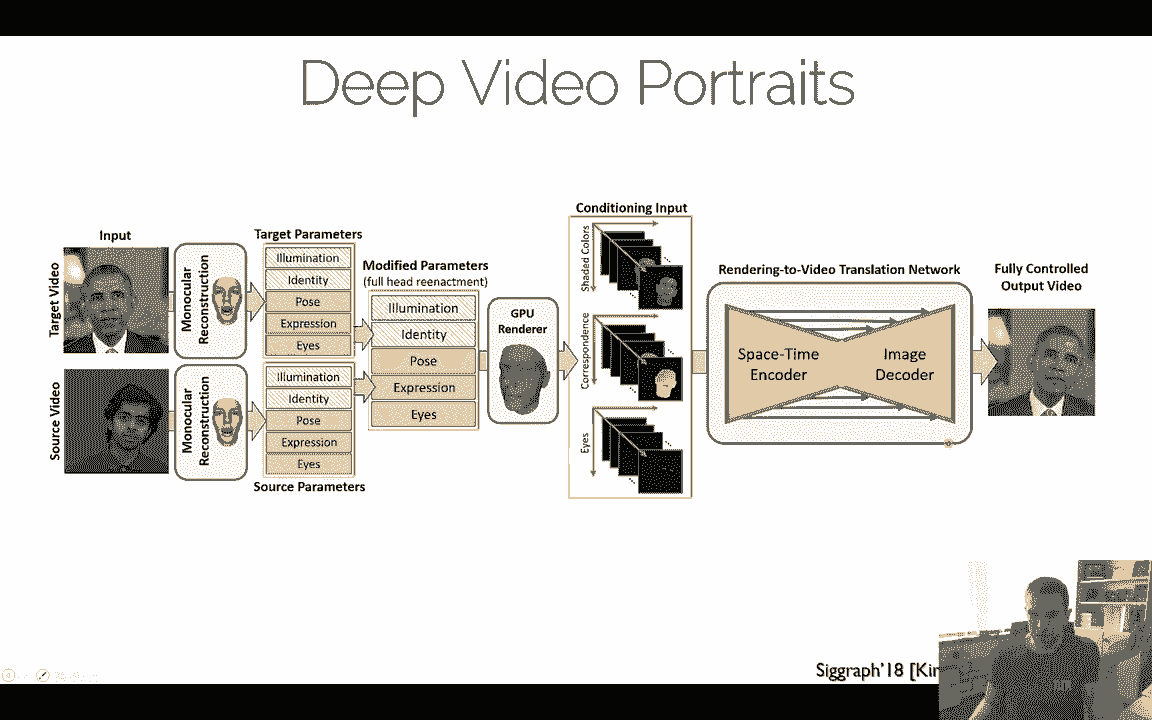 Deep Video Portraits
Input
Target Video
Source Video
Monocular
Reconstruction
Monocular
Reconstruction
Target Parameters
Illumination
Identity
Pose
Expression
Eyes
Illumination
Identity
Pose
Expression
Eyes
Source Parameters
Modified Parameters
(full head reenactment)
Illumination
Identity
Pose
Expression
Eyes
GPU
Renderer
Conditioning Input
Shaded Colors
Correspondence
Eyes
Rendering-to-Video Translation Network
Space-Time
Encoder
Image
Decoder
Fully Controlled
Output Video
Siggraph'18